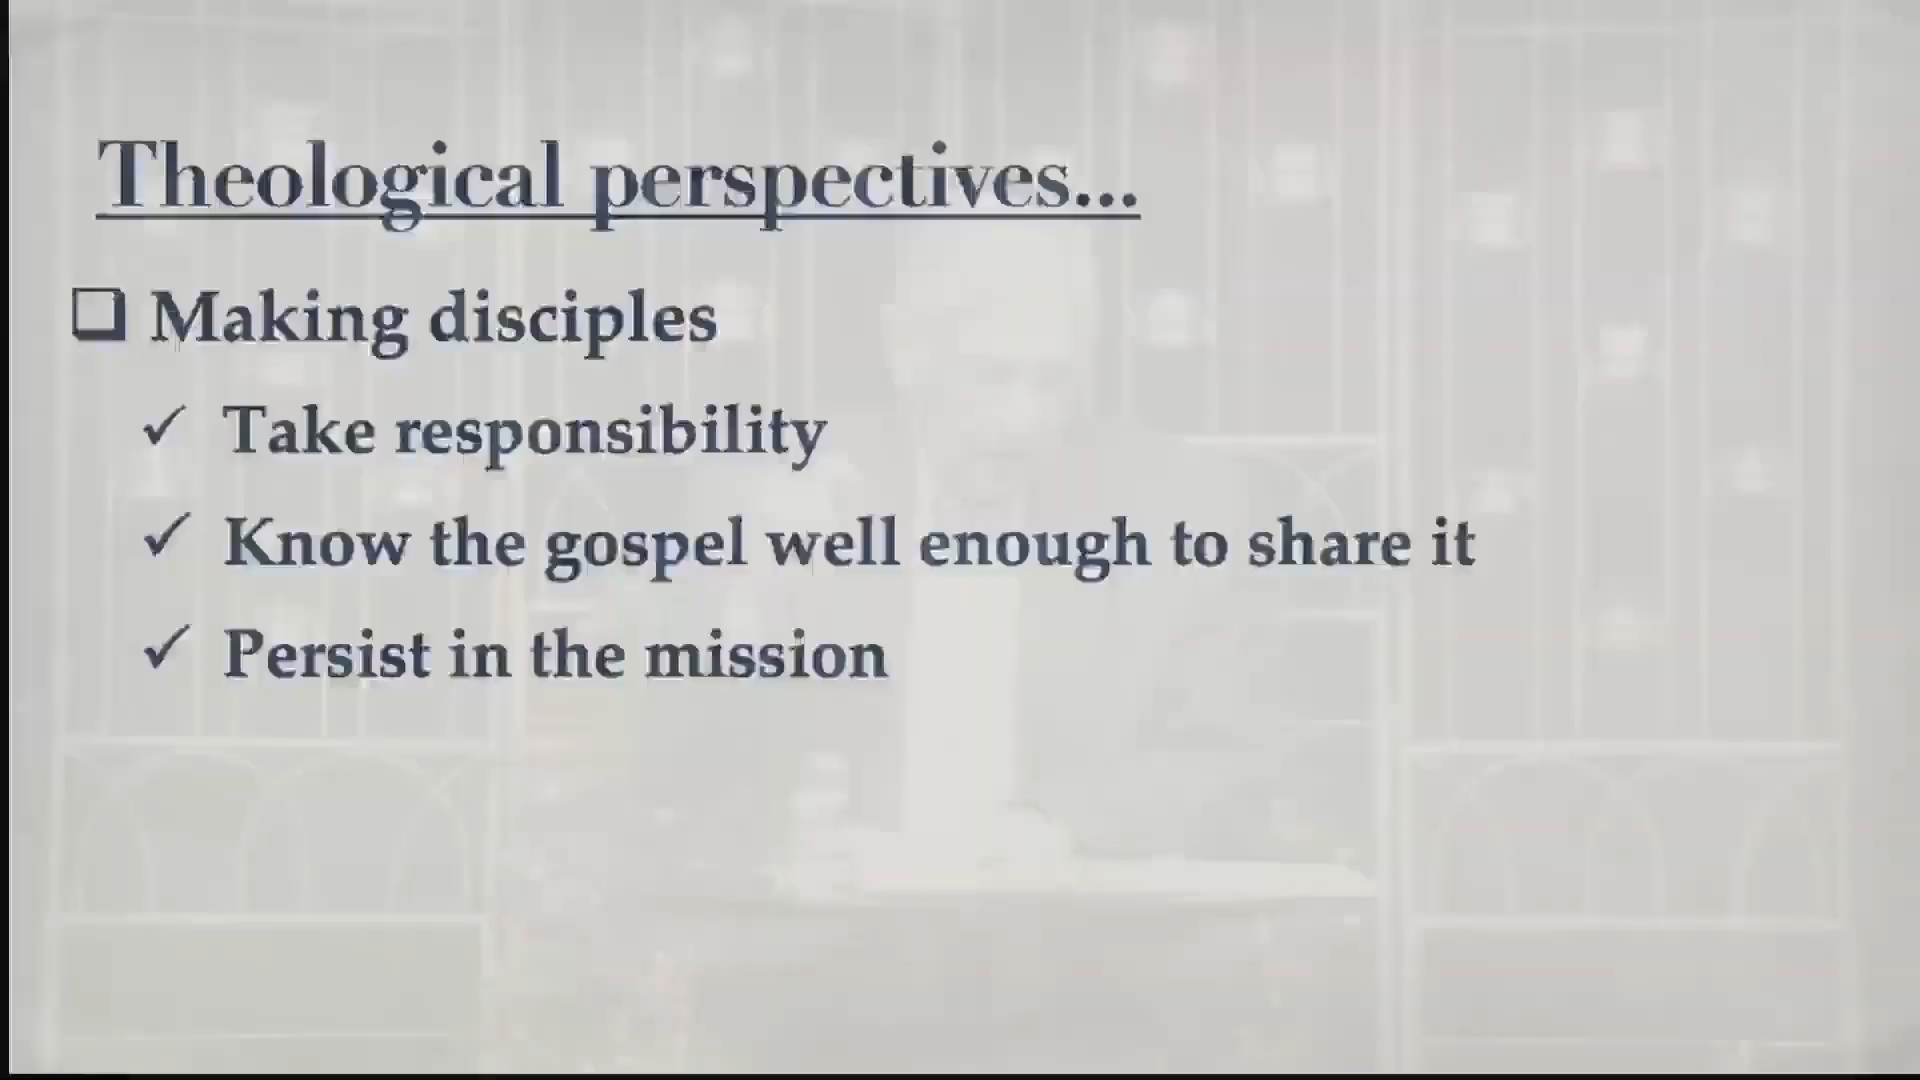 Theological perspectives...
❑ Making disciples
✓ Take responsibility
✓ Know the gospel well enough to share it
✓ Persist in the mission